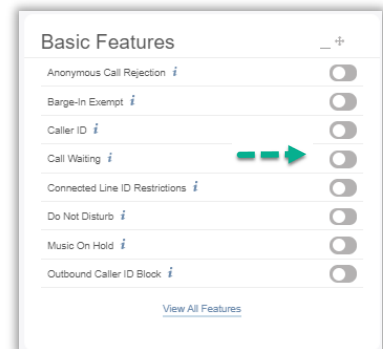 Basic Features
Anonymous Call Rejection i
Barge-In Exempt i
Caller ID i
Call Waiting i
Connected Line ID Restrictions i
Do Not Disturb i
Music On Hold i
Outbound Caller ID Block i
View All Features